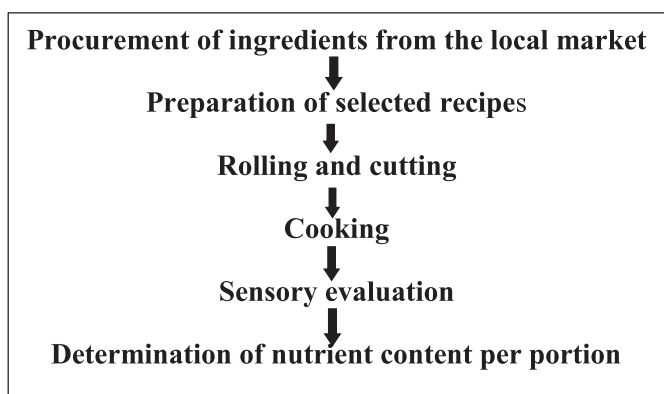 Procurement of ingredients from the local market
Preparation of selected recipes
Rolling and cutting
Cooking
Sensory evaluation
Determination of nutrient content per portion